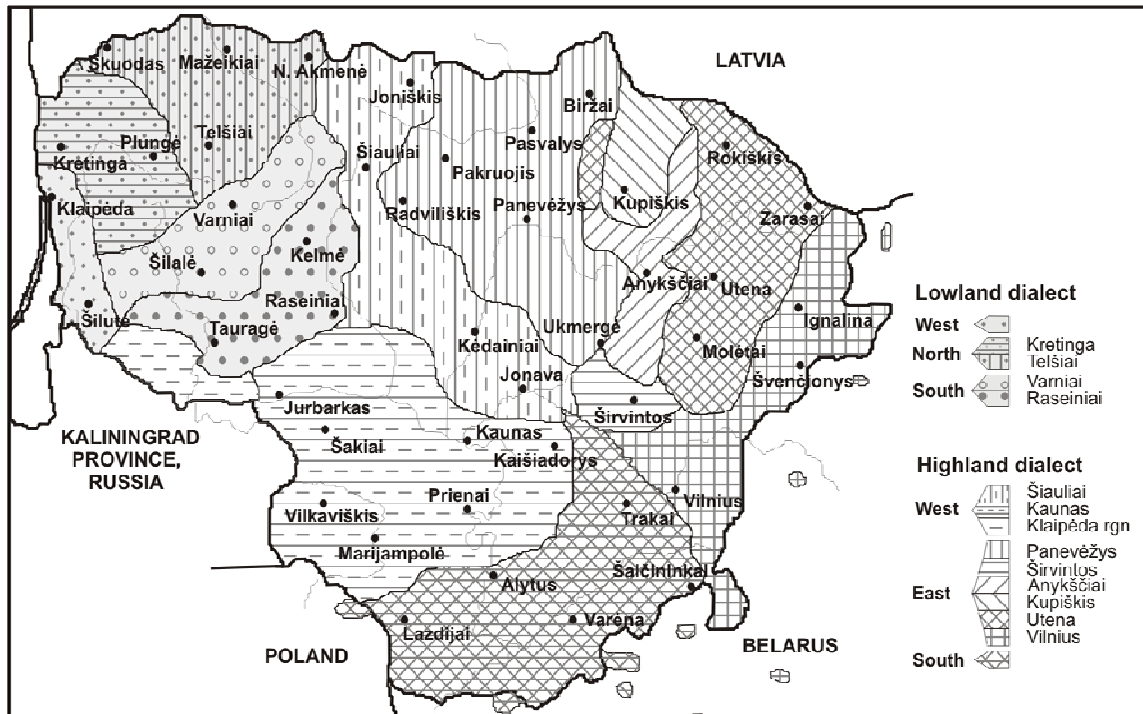 LATVIA
Skuodas
Mažeikiai
N. Akmenė
Joniškis
Biržai
Telšiai
Plungė
Kretinga
Šiauliai
Pasvalys
Pakruojis
Rokiškis
Kupiškis
Klaipėda
Varniai
Radviliškis
Panevėžys
Žarasai
Kelmė
Šilalė
Anykščiai
Utena
Raseiniai
Ignalina
Šilutė
Tauragė
Ukmergė
Kėdainiai
Molėtai
Jonava
Švenčionys
Jurbarkas
Širvintos
KALININGRAD
PROVINCE,
RUSSIA
Šakiai
Kaunas
Kaišiadorys
Prienai
Vilnius
Vilkaviškis
Trakai
Marijampolė
Alytus
Šalčininkai
Lazdijai
Varėna
POLAND
BELARUS
Lowland dialect
West
North
Kretinga
Telšiai
South
Varniai
Raseiniai
Highland dialect
West
Šiauliai
Kaunas
Klaipėda rgn
East
Panevėžys
Širvintos
Anykščiai
Kupiškis
Utena
Vilnius
South